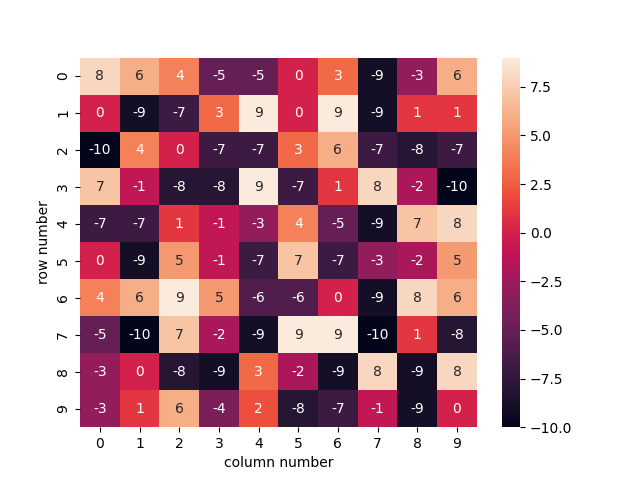 0 8 6 4 -5 -5 0 3 -9 -3 6
1 0 -9 -7 3 9 0 9 -9 1 1
2 -10 4 0 -7 -7 3 6 -7 -8 -7
3 7 -1 -8 -8 9 -7 1 8 -2 -10
4 -7 -7 1 -1 -3 4 -5 -9 7 8
5 0 -9 5 -1 -7 7 -7 -3 -2 5
6 4 6 9 5 -6 -6 0 -9 8 6
7 -5 -10 7 -2 -9 9 9 -10 1 -8
8 -3 0 -8 -9 3 -2 -9 8 -9 8
9 -3 1 6 -4 2 -8 -7 -1 -9 0
0 1 2 3 4 5 6 7 8 9
column number
row number
7.5
5.0
2.5
0.0
−2.5
−5.0
−7.5
−10.0